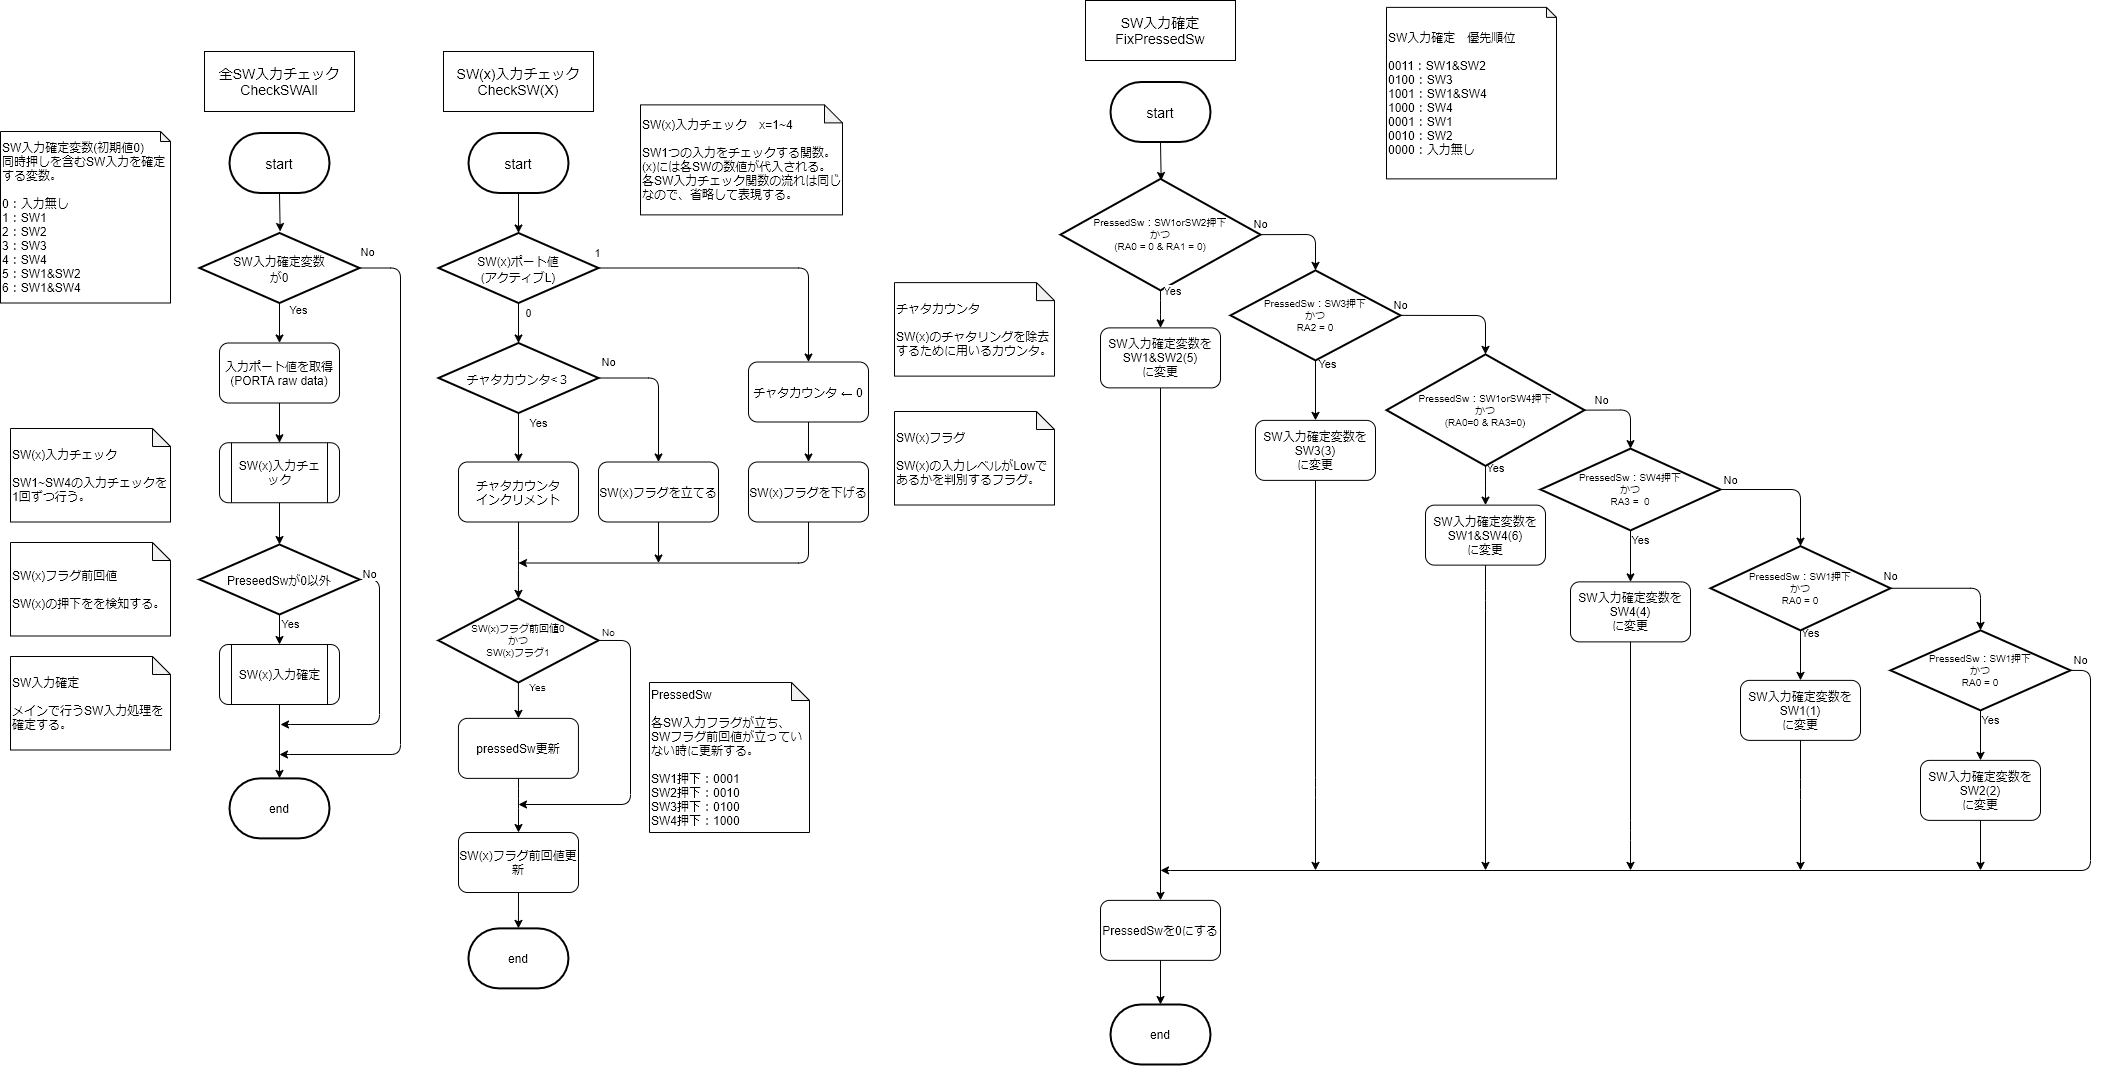 全SW入力チェック
CheckSWAll
SW入力確定変数(初期値0)
同時押しを含むSW入力を確定
する変数。
0：入力無し
1：SW1
2：SW2
3：SW3
4：SW4
5：SW1&SW2
6：SW1&SW4
start
SW入力確定変数
が0
No
Yes
入力ポート値を取得
(PORTA raw data)
SW(x)入力チェ
ック
SW(x)入力チェック
SW1~SW4の入力チェックを
1回ずつ行う。
PreseedSwが0以外
No
Yes
SW(x)フラグ前回値
SW(x)の押下をを検知する。
SW(x)入力確定
SW入力確定
メインで行うSW入力処理を
確定する。
end
SW(x)入力チェック
CheckSW(X)
SW(x)入力チェック　x=1~4
SW1つの入力をチェックする関数。
(x)には各SWの数値が代入される。
各SW入力チェック関数の流れは同じ
なので、省略して表現する。
start
SW(x)ポート値
(アクティブL)
1
0
チャタカウンタ< 3
No
Yes
チャタカウンタ ← 0
チャタカウンタ
インクリメント
SW(x)フラグを立てる
SW(x)フラグを下げる
チャタカウンタ
SW(x)のチャタリングを除去
するために用いるカウンタ。
SW(x)フラグ
SW(x)の入力レベルがLowで
あるかを判別するフラグ。
SW(x)フラグ前回値0
かつ
SW(x)フラグ1
No
Yes
pressedSw更新
PressedSw
各SW入力フラグが立ち、
SWフラグ前回値が立ってい
ない時に更新する。
SW1押下：0001
SW2押下：0010
SW3押下：0100
SW4押下：1000
SW(x)フラグ前回値更
新
end
SW入力確定
FixPressedSw
SW入力確定　優先順位
0011：SW1&SW2
0100：SW3
1001：SW1&SW4
1000：SW4
0001：SW1
0010：SW2
0000：入力無し
start
PressedSw：SW1orSW2押下
かつ
(RA0 = 0 & RA1 = 0)
No
Yes
SW入力確定変数を
SW1&SW2(5)
に変更
PressedSw：SW3押下
かつ
RA2 = 0
No
Yes
SW入力確定変数を
SW3(3)
に変更
PressedSw：SW1orSW4押下
かつ
(RA0=0 & RA3=0)
No
Yes
SW入力確定変数を
SW1&SW4(6)
に変更
PressedSw：SW4押下
かつ
RA3 = 0
No
Yes
SW入力確定変数を
SW4(4)
に変更
PressedSw：SW1押下
かつ
RA0 = 0
No
Yes
SW入力確定変数を
SW1(1)
に変更
PressedSw：SW1押下
かつ
RA0 = 0
No
Yes
SW入力確定変数を
SW2(2)
に変更
PressedSwを0にする
end